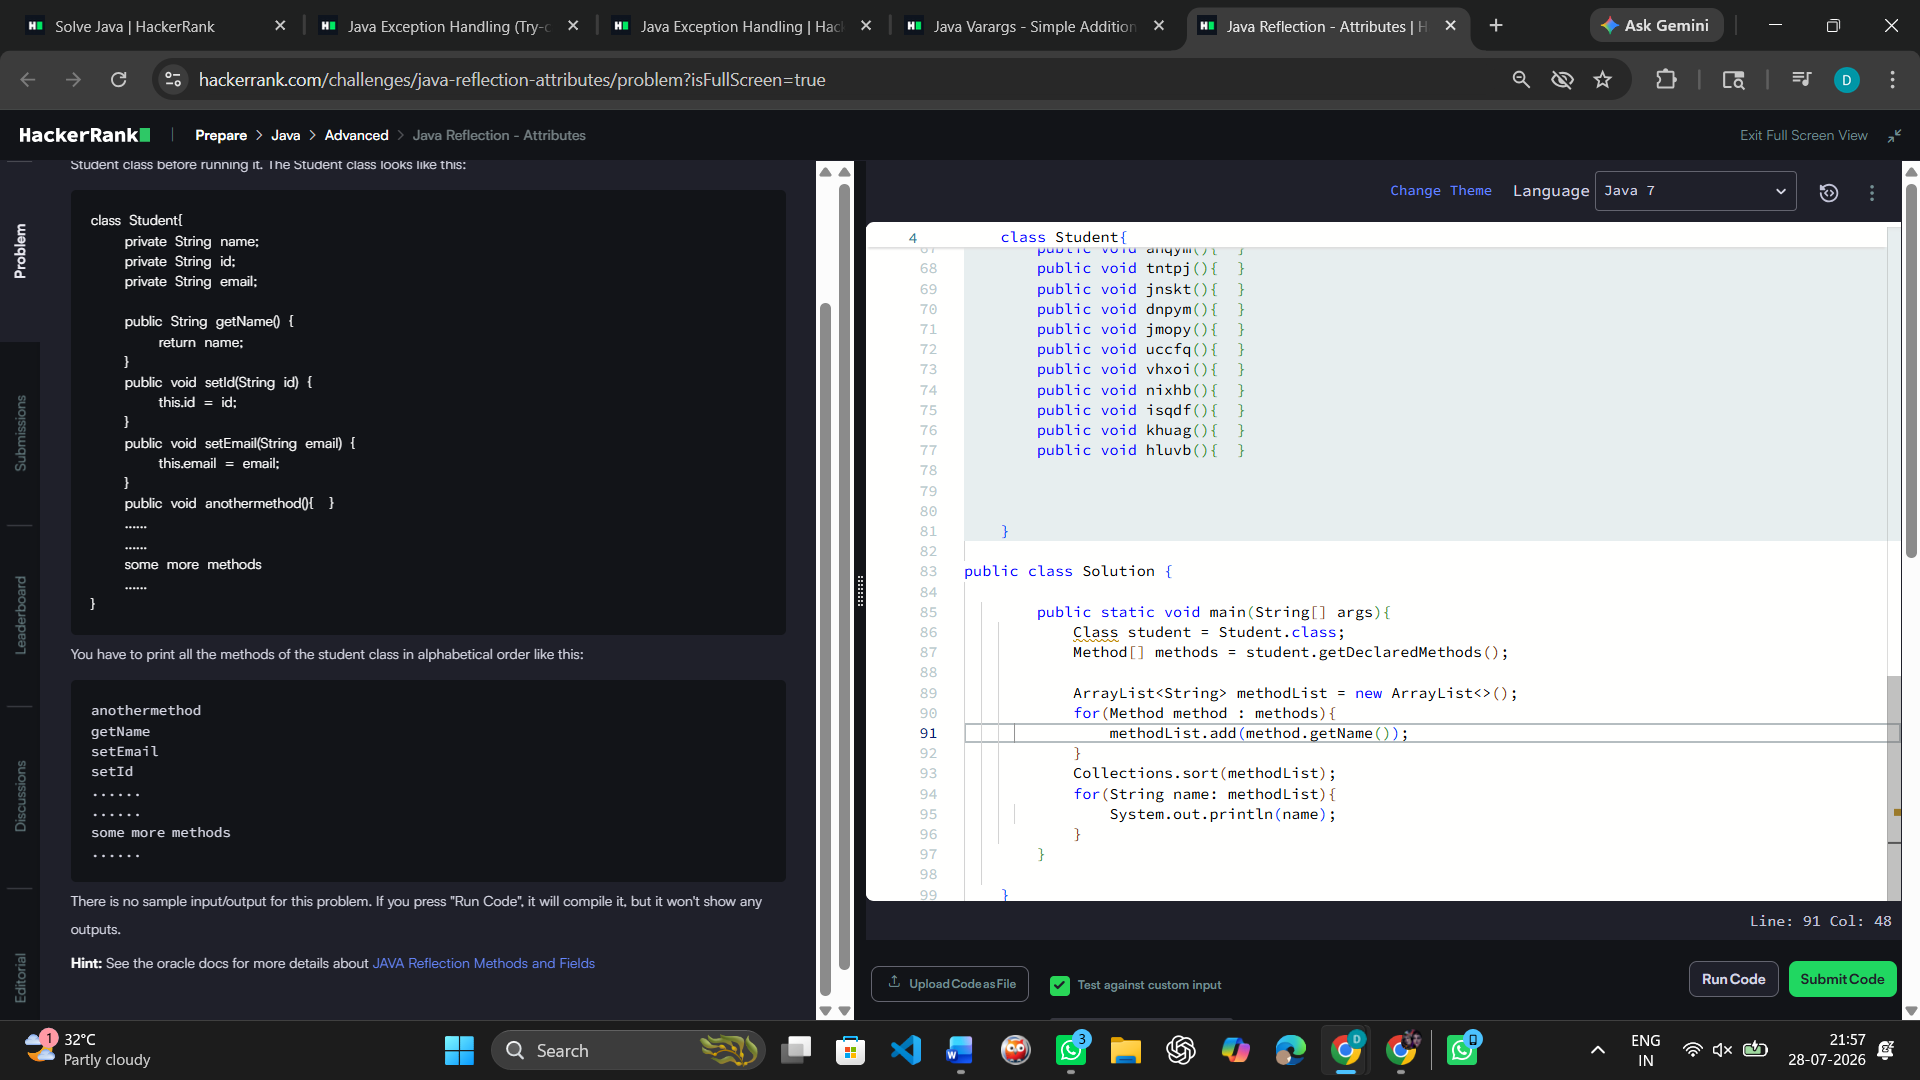 Solve Java | HackerRank
Java Exception Handling (Try-c
Java Exception Handling | Hack
Java Varargs - Simple Addition
Java Reflection - Attributes | H
Ask Gemini
hackerrank.com/challenges/java-reflection-attributes/problem?isFullScreen=true
D
HackerRank
Prepare > Java > Advanced > Java Reflection - Attributes
Exit Full Screen View
Problem
Submissions
Leaderboard
Discussions
Editorial
Student class before running it. The Student class looks like this:
class Student{
private String name;
private String id;
private String email;
public String getName() {
return name;
}
public void setId(String id) {
this.id = id;
}
public void setEmail(String email) {
this.email = email;
}
public void anothermethod(){ }
......
......
some more methods
......
}
You have to print all the methods of the student class in alphabetical order like this:
anothermethod
getName
setEmail
setId
......
......
some more methods
......
There is no sample input/output for this problem. If you press "Run Code", it will compile it, but it won't show any
outputs.
Hint: See the oracle docs for more details about JAVA Reflection Methods and Fields
Change Theme Language Java 7
4 class Student{
67 public void anqym(){ }
68 public void tntpj(){ }
69 public void jnskt(){ }
70 public void dnpym(){ }
71 public void jmopy(){ }
72 public void uccfq(){ }
73 public void vhxoi(){ }
74 public void nixhb(){ }
75 public void isqdf(){ }
76 public void khuag(){ }
77 public void hluvb(){ }
78
79
80
81 }
82
83 public class Solution {
84
85 public static void main(String[] args){
86 Class student = Student.class;
87 Method[] methods = student.getDeclaredMethods();
88
89 ArrayList<String> methodList = new ArrayList<>();
90 for(Method method : methods){
91 methodList.add(method.getName());
92 }
93 Collections.sort(methodList);
94 for(String name: methodList){
95 System.out.println(name);
96 }
97 }
98
99 }
Line: 91 Col: 48
Upload Code as File
Test against custom input
Run Code
Submit Code
1
32°C
Partly cloudy
Search
3
D
ENG
IN
21:57
28-07-2026